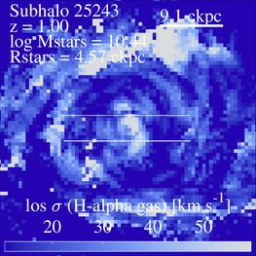 Subhalo 25243
9.1 ckpc
z = 1.00
log Mstars = 10.44
Rstars = 4.57 ckpc
los σ (H-alpha gas) [km s⁻¹]
20 30 40 50